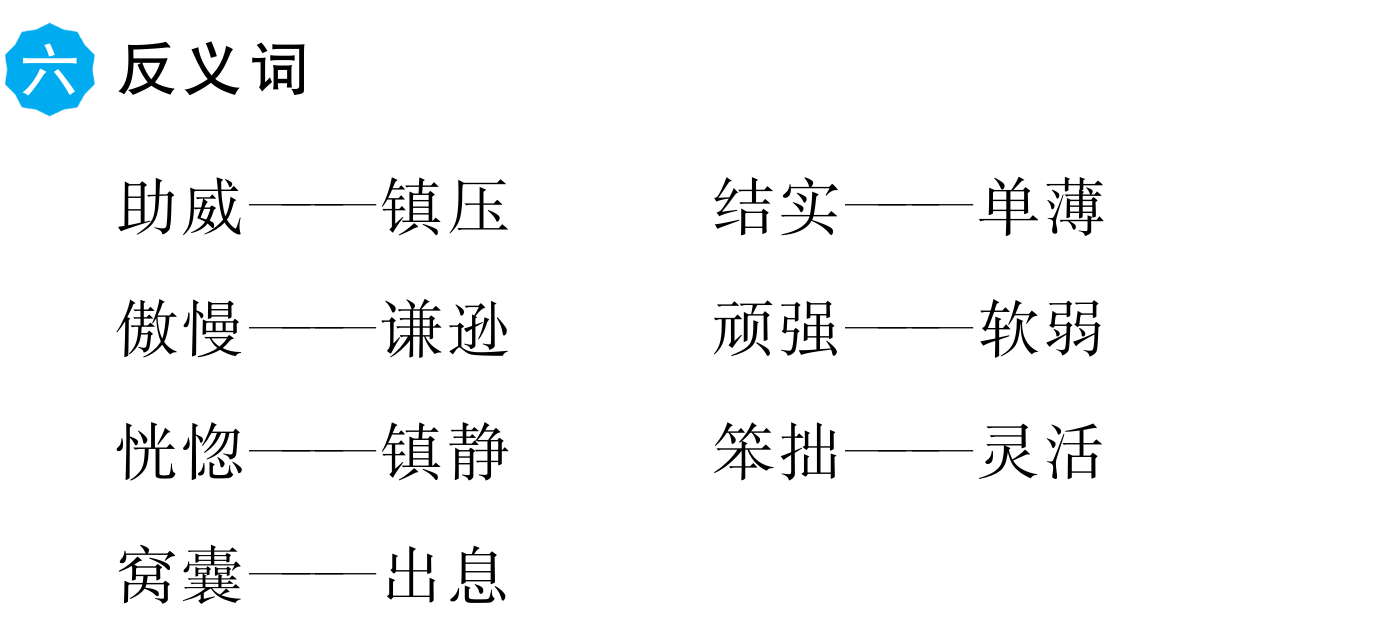 六 反义词
助威——镇压 结实——单薄
傲慢——谦逊 顽强——软弱
恍惚——镇静 笨拙——灵活
窝囊——出息